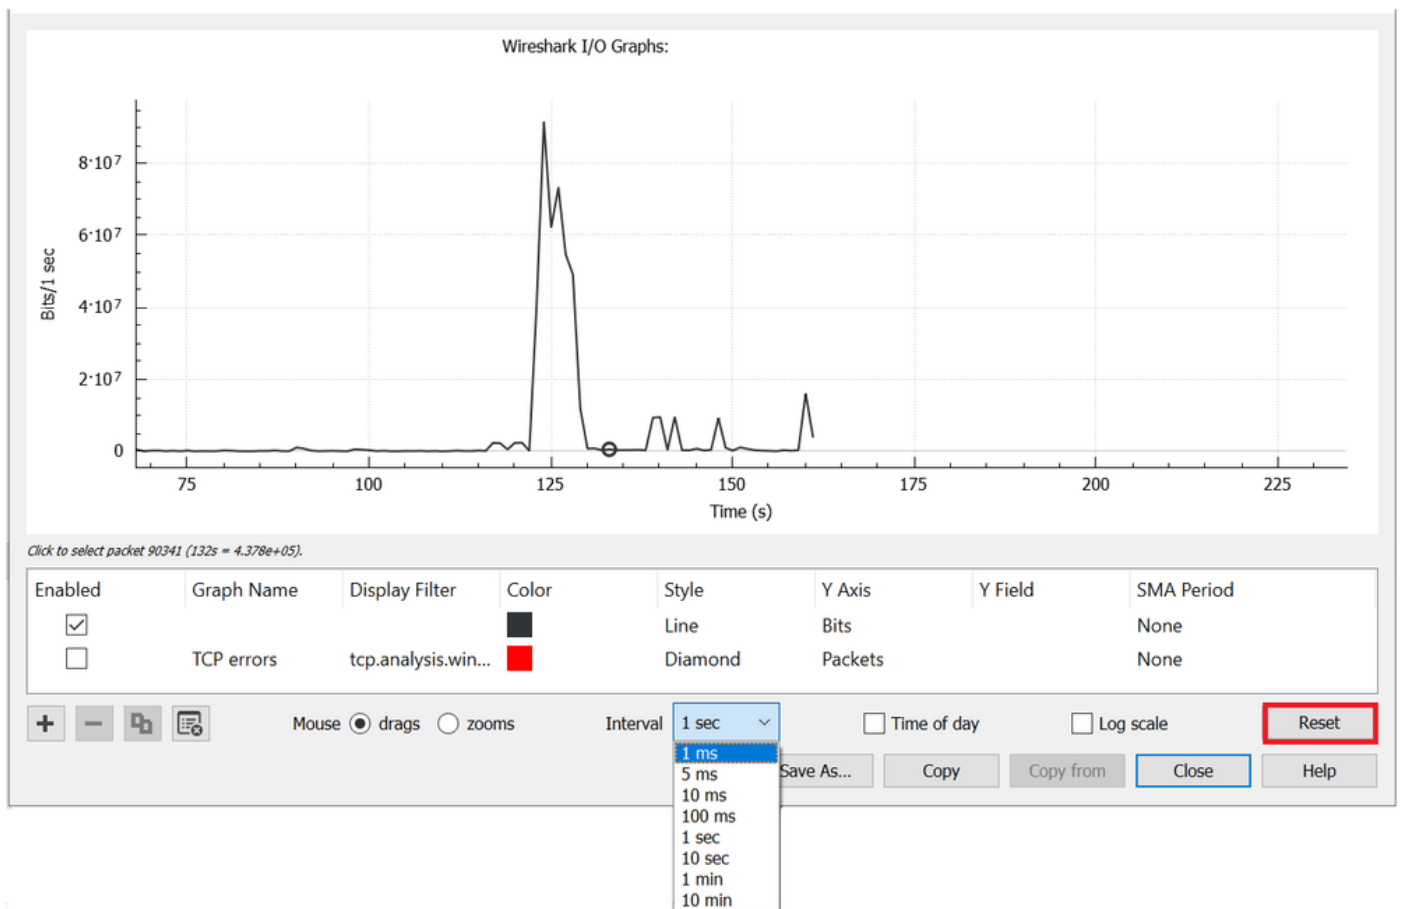 Wireshark I/O Graphs:
8·10⁷
6·10⁷
4·10⁷
2·10⁷
0
Bits/1 sec
75 100 125 150 175 200 225
Time (s)
Click to select packet 90341 (132s = 4.378e+05).
Enabled Graph Name Display Filter Color Style Y Axis Y Field SMA Period
Line Bits None
TCP errors tcp.analysis.win... Diamond Packets None
Mouse drags zooms Interval 1 sec Time of day Log scale Reset
Save As... Copy Copy from Close Help
1 ms
5 ms
10 ms
100 ms
1 sec
10 sec
1 min
10 min